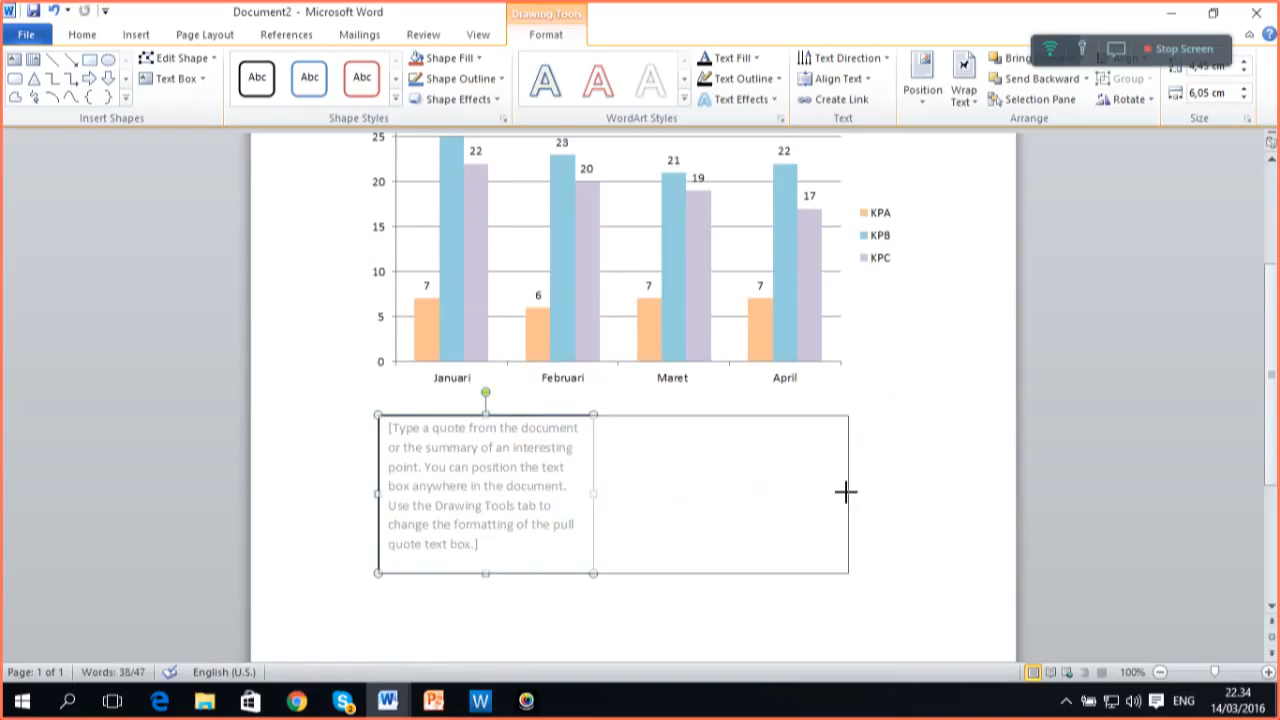 Document2 - Microsoft Word
Drawing Tools
File
Home
Insert
Page Layout
References
Mailings
Review
View
Format
Stop Screen
Edit Shape
Text Box
Insert Shapes
Abc
Abc
Abc
Shape Fill
Shape Outline
Shape Effects
Shape Styles
A
A
A
Text Fill
Text Outline
Text Effects
WordArt Styles
Text Direction
Align Text
Create Link
Text
Position
Wrap
Text
Send Backward
Selection Pane
Group
Rotate
Arrange
6,05 cm
Size
25
20
15
10
5
0
22
23
20
21
19
22
17
7
6
7
7
KPA
KPB
KPC
Januari
Februari
Maret
April
[Type a quote from the document
or the summary of an interesting
point. You can position the text
box anywhere in the document.
Use the Drawing Tools tab to
change the formatting of the pull
quote text box.]
Page: 1 of 1
Words: 38/47
English (U.S.)
100%
ENG
22.34
14/03/2016